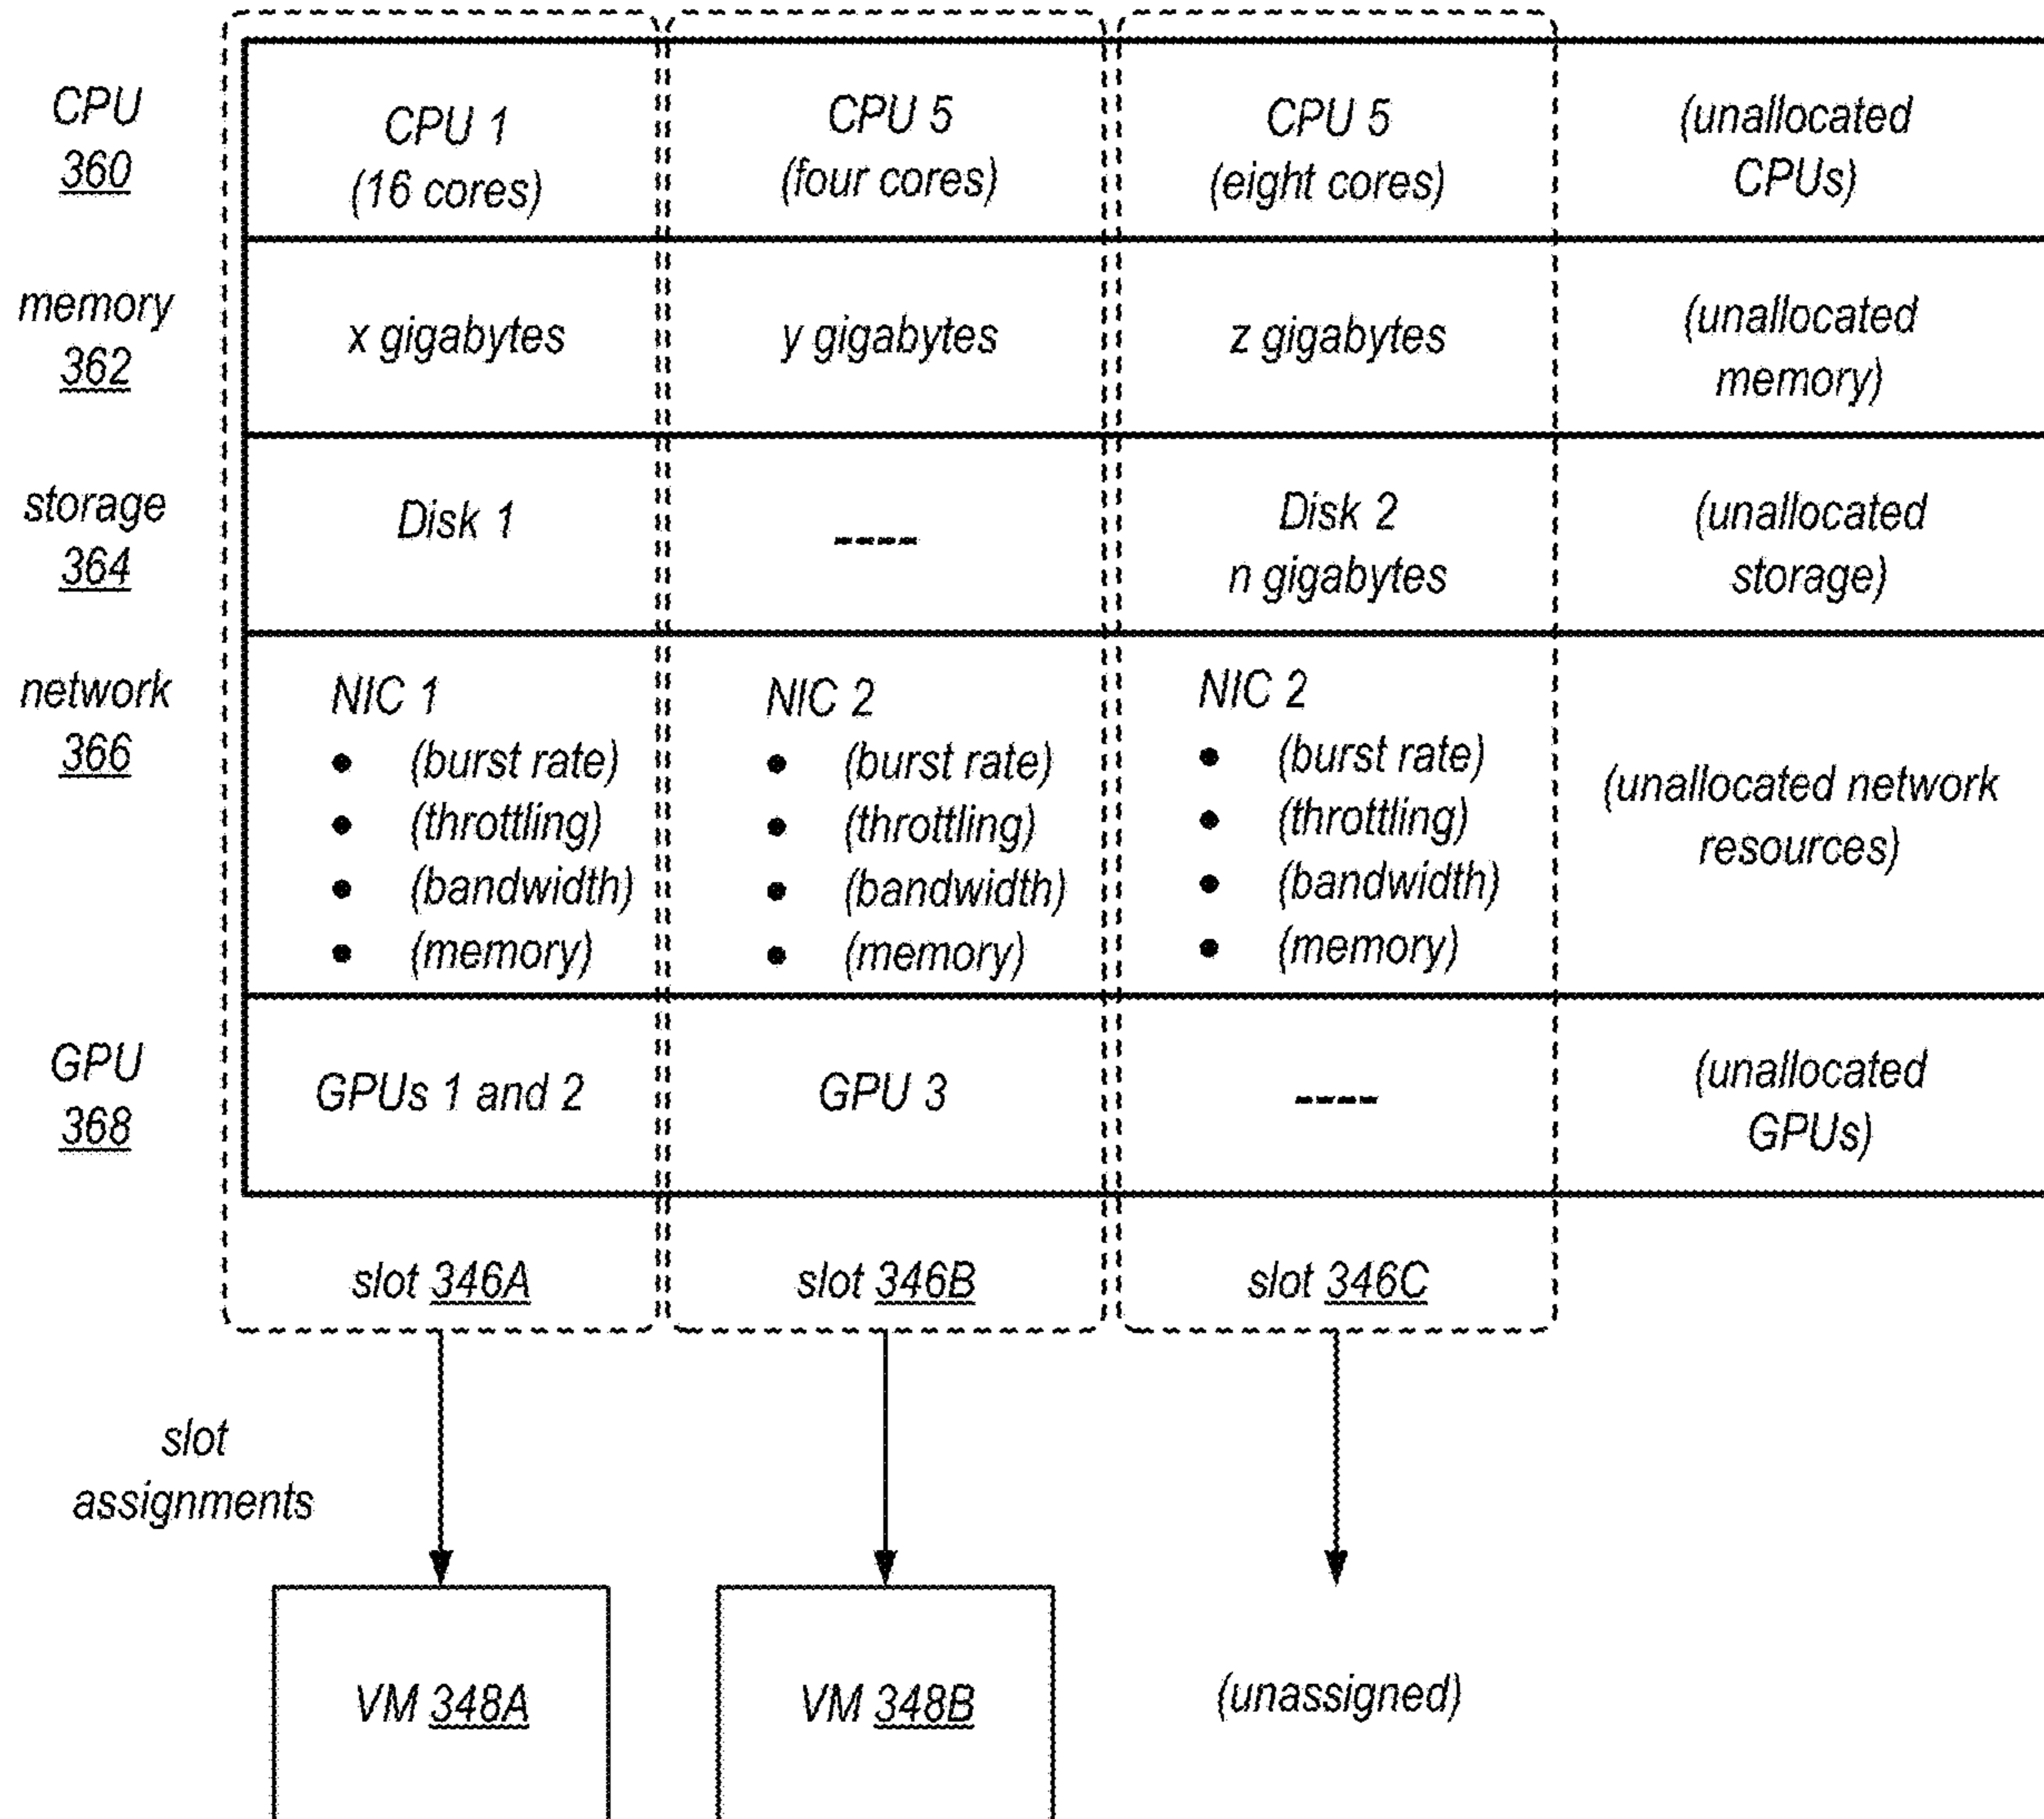 CPU
360
CPU 1
(16 cores)
CPU 5
(four cores)
CPU 5
(eight cores)
(unallocated
CPUs)
memory
362
x gigabytes
y gigabytes
z gigabytes
(unallocated
memory)
storage
364
Disk 1
----
Disk 2
n gigabytes
(unallocated
storage)
network
366
NIC 1
• (burst rate)
• (throttling)
• (bandwidth)
• (memory)
NIC 2
• (burst rate)
• (throttling)
• (bandwidth)
• (memory)
NIC 2
• (burst rate)
• (throttling)
• (bandwidth)
• (memory)
(unallocated network
resources)
GPU
368
GPUs 1 and 2
GPU 3
----
(unallocated
GPUs)
slot 346A
slot 346B
slot 346C
slot
assignments
VM 348A
VM 348B
(unassigned)